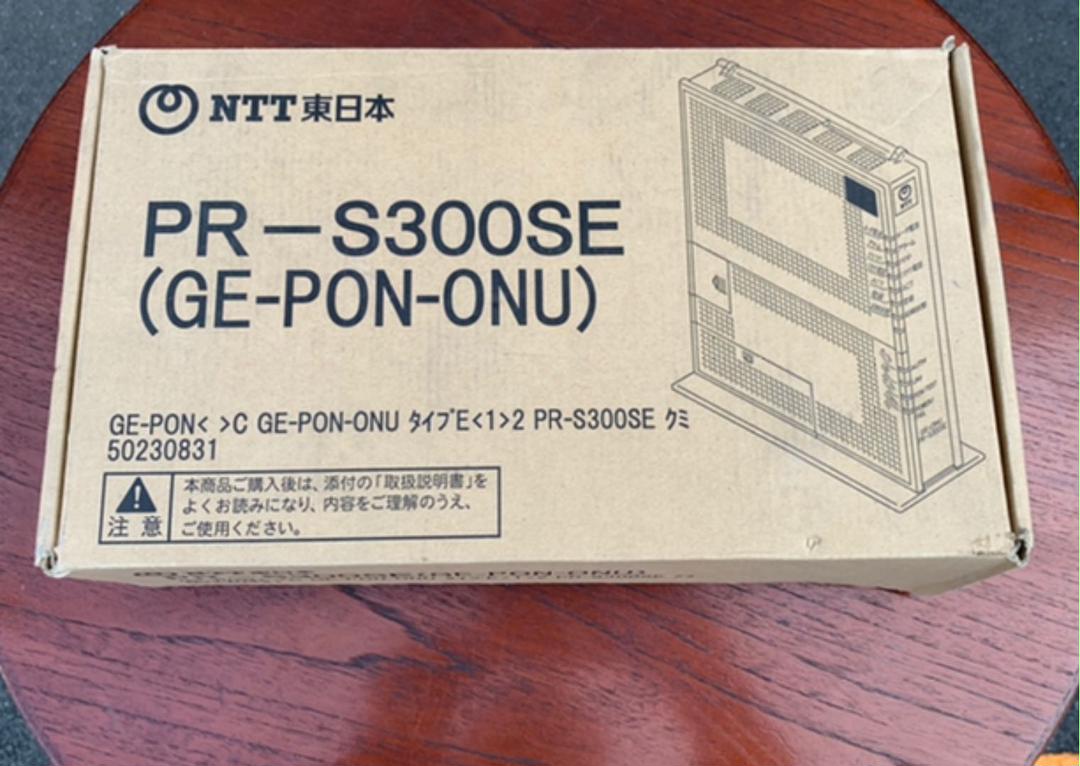 NTT東日本
PR-S300SE
(GE-PON-ONU)
GE-PON< >C GE-PON-ONU ﾀｲﾌﾟE<1>2 PR-S300SE ｸﾐ
50230831
注 意
本商品ご購入後は、添付の「取扱説明書」を
よくお読みになり、内容をご理解のうえ、
ご使用ください。